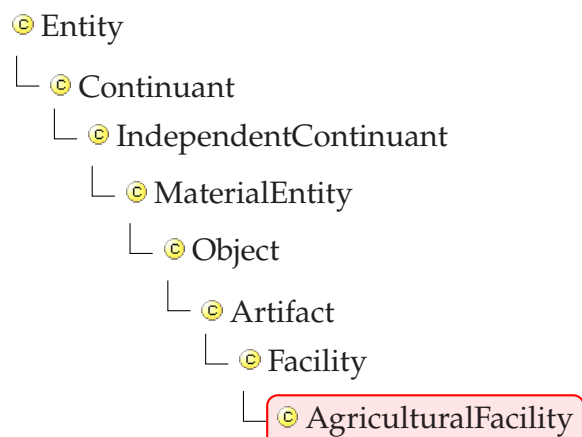 C Entity
C Continuant
C IndependentContinuant
C MaterialEntity
C Object
C Artifact
C Facility
C AgriculturalFacility